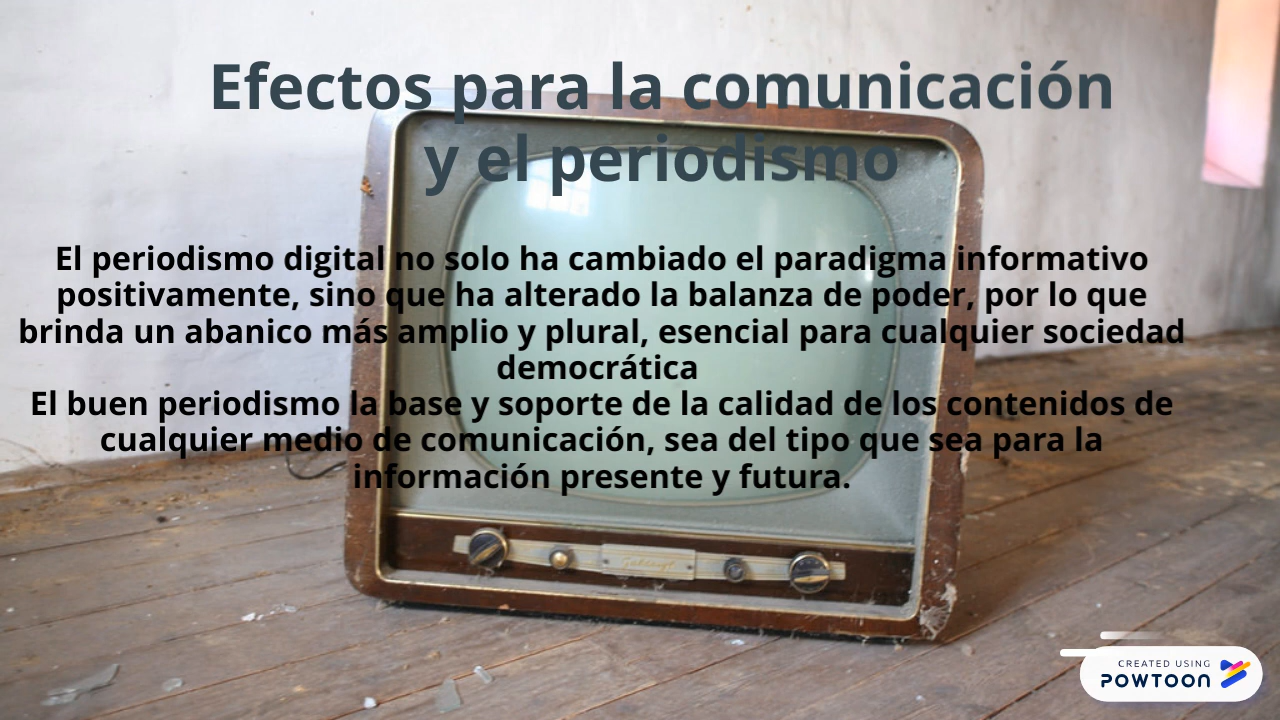 Efectos para la comunicación
y el periodismo
El periodismo digital no solo ha cambiado el paradigma informativo
positivamente, sino que ha alterado la balanza de poder, por lo que
brinda un abanico más amplio y plural, esencial para cualquier sociedad
democrática
El buen periodismo la base y soporte de la calidad de los contenidos de
cualquier medio de comunicación, sea del tipo que sea para la
información presente y futura.
CREATED USING
POWTOON